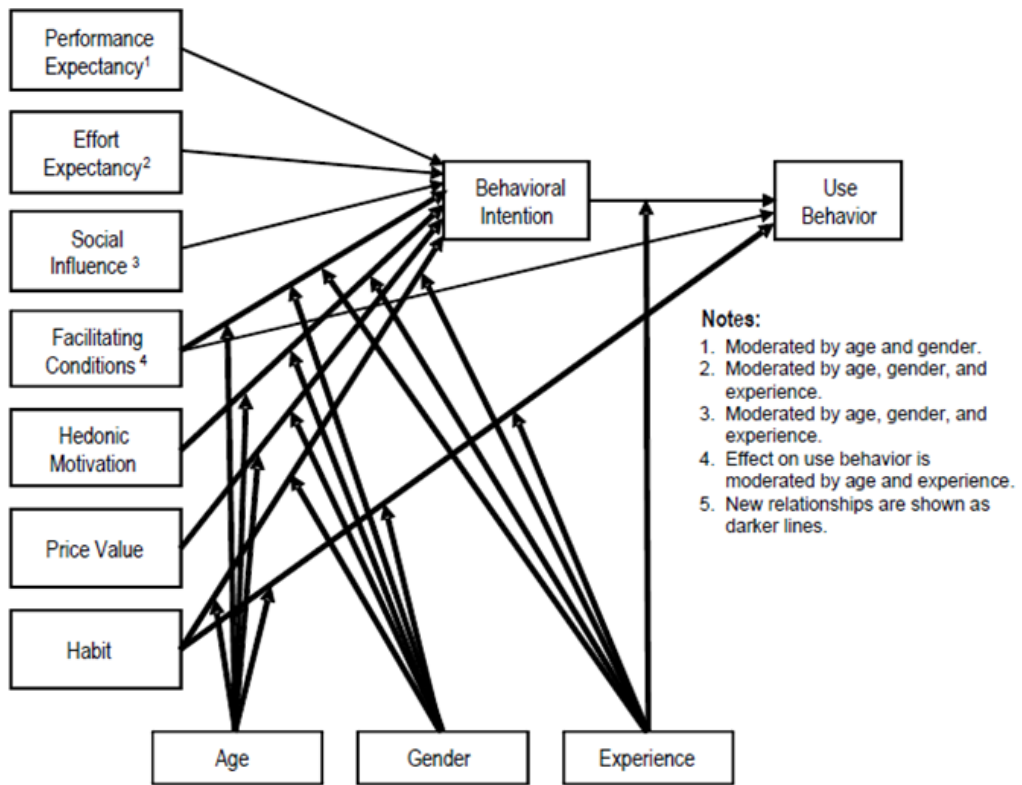 Performance
Expectancy1
Effort
Expectancy2
Social
Influence 3
Facilitating
Conditions 4
Hedonic
Motivation
Price Value
Habit
Behavioral
Intention
Use
Behavior
Notes:
1. Moderated by age and gender.
2. Moderated by age, gender, and
experience.
3. Moderated by age, gender, and
experience.
4. Effect on use behavior is
moderated by age and experience.
5. New relationships are shown as
darker lines.
Age
Gender
Experience